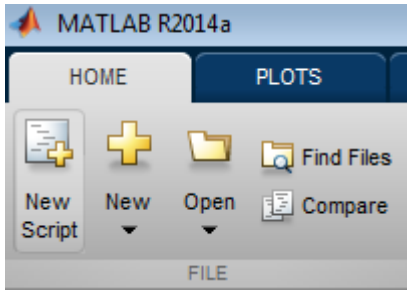 MATLAB R2014a
HOME PLOTS
New Script
New
Open
Find Files
Compare
FILE